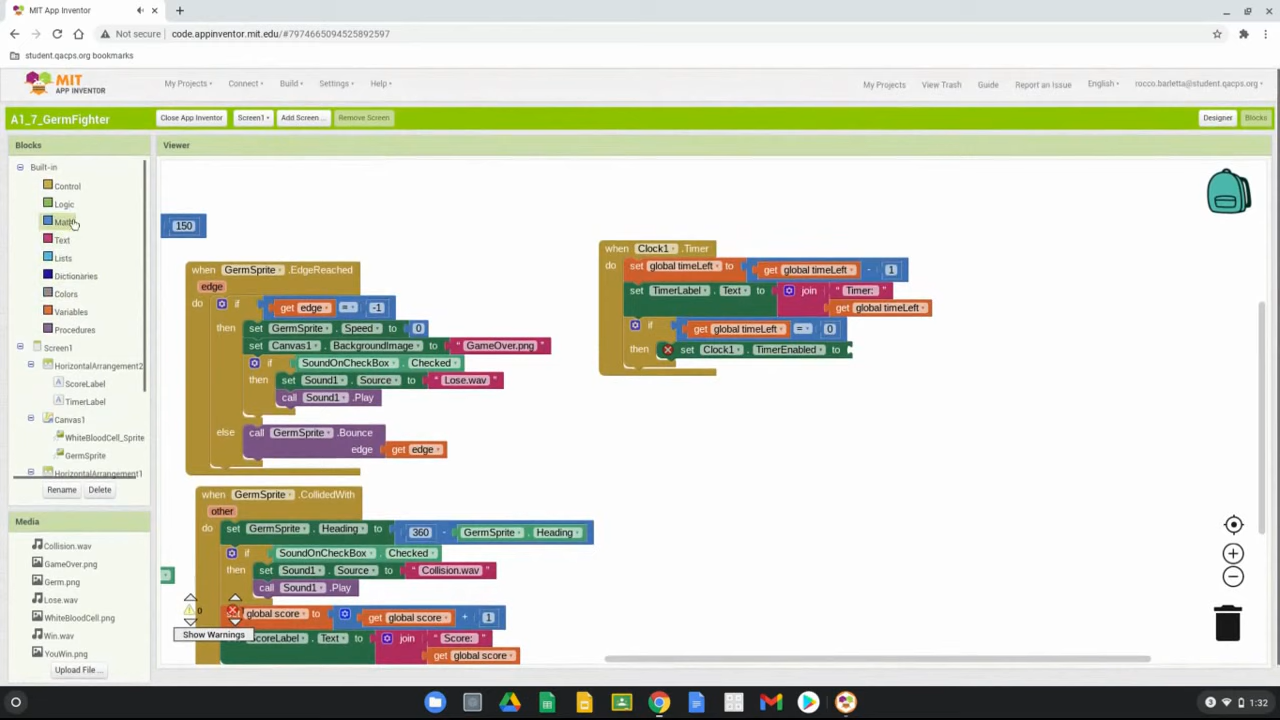 MIT App Inventor
Not secure code.appinventor.mit.edu/#7974665094525892597
student.qacps.org bookmarks
MIT
APP INVENTOR
My Projects Connect Build Settings Help
My Projects View Trash Guide Report an Issue English rocco.barletta@student.qacps.org
A1_7_GermFighter
Close App Inventor Screen1 Add Screen ... Remove Screen
Designer Blocks
Blocks
Built-in
Control
Logic
Math
Text
Lists
Dictionaries
Colors
Variables
Procedures
Screen1
HorizontalArrangement2
ScoreLabel
TimerLabel
Canvas1
WhiteBloodCell_Sprite
GermSprite
HorizontalArrangement1
Rename Delete
Media
Collision.wav
GameOver.png
Germ.png
Lose.wav
WhiteBloodCell.png
Win.wav
YouWin.png
Upload File ...
Viewer
150
when GermSprite .EdgeReached
edge
do if get edge = -1
then set GermSprite . Speed to 0
set Canvas1 . BackgroundImage to " GameOver.png "
if SoundOnCheckBox . Checked
then set Sound1 . Source to " Lose.wav "
call Sound1 .Play
else call GermSprite .Bounce
edge get edge
when GermSprite .CollidedWith
other
do set GermSprite . Heading to 360 - GermSprite . Heading
if SoundOnCheckBox . Checked
then set Sound1 . Source to " Collision.wav "
call Sound1 .Play
global score to get global score + 1
ScoreLabel . Text to join " Score: "
get global score
0
Show Warnings
when Clock1 .Timer
do set global timeLeft to get global timeLeft - 1
set TimerLabel . Text to join " Timer: "
get global timeLeft
if get global timeLeft = 0
then set Clock1 . TimerEnabled to
3 1:32